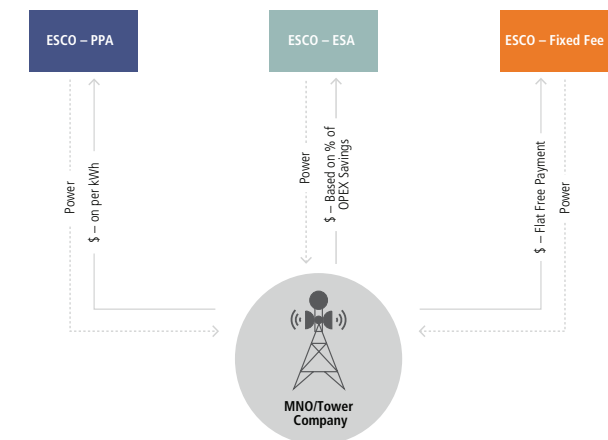 ESCO – PPA
ESCO – ESA
ESCO – Fixed Fee
Power
$ – on per kWh
Power
$ – Based on % of
OPEX Savings
$ – Flat Free Payment
Power
MNO/Tower
Company